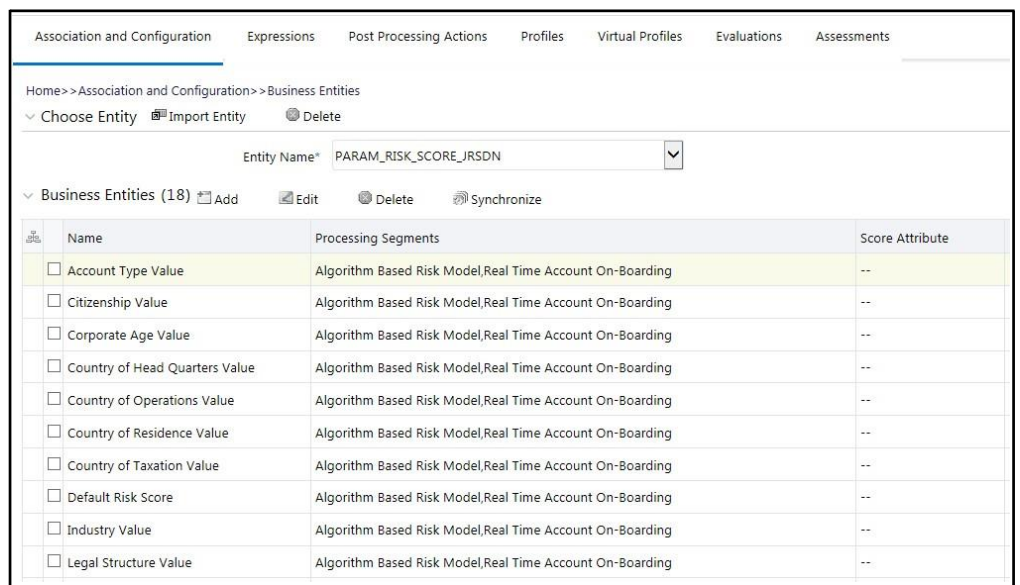 Association and Configuration Expressions Post Processing Actions Profiles Virtual Profiles Evaluations Assessments
Home>>Association and Configuration>>Business Entities
Choose Entity Import Entity Delete
Entity Name* PARAM_RISK_SCORE_JRSDN
Business Entities (18) Add Edit Delete Synchronize
Name Processing Segments Score Attribute
Account Type Value Algorithm Based Risk Model,Real Time Account On-Boarding --
Citizenship Value Algorithm Based Risk Model,Real Time Account On-Boarding --
Corporate Age Value Algorithm Based Risk Model,Real Time Account On-Boarding --
Country of Head Quarters Value Algorithm Based Risk Model,Real Time Account On-Boarding --
Country of Operations Value Algorithm Based Risk Model,Real Time Account On-Boarding --
Country of Residence Value Algorithm Based Risk Model,Real Time Account On-Boarding --
Country of Taxation Value Algorithm Based Risk Model,Real Time Account On-Boarding --
Default Risk Score Algorithm Based Risk Model,Real Time Account On-Boarding --
Industry Value Algorithm Based Risk Model,Real Time Account On-Boarding --
Legal Structure Value Algorithm Based Risk Model,Real Time Account On-Boarding --